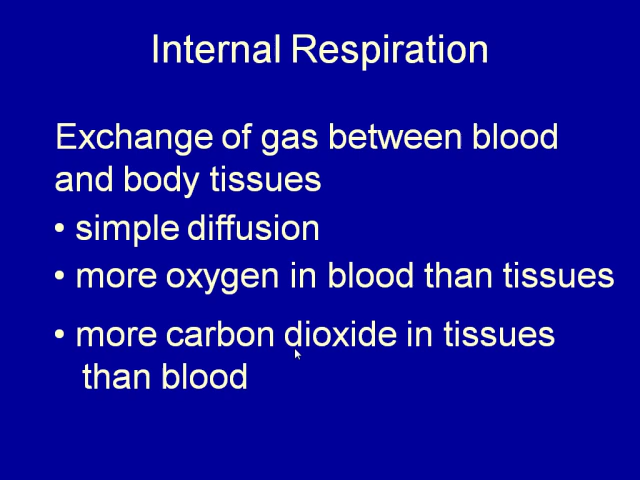 Internal Respiration
Exchange of gas between blood
and body tissues
• simple diffusion
• more oxygen in blood than tissues
• more carbon dioxide in tissues
than blood